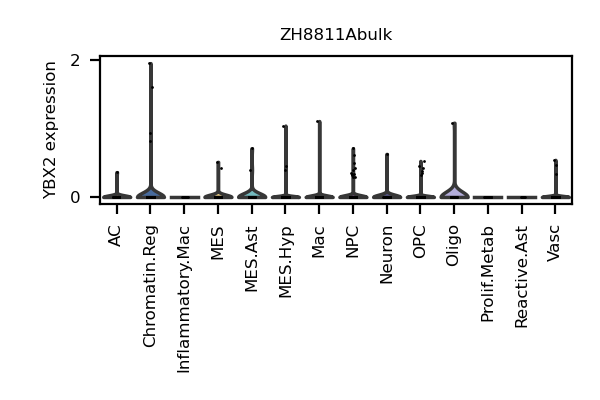 ZH8811Abulk
YBX2 expression
2
0
AC
Chromatin.Reg
Inflammatory.Mac
MES
MES.Ast
MES.Hyp
Mac
NPC
Neuron
OPC
Oligo
Prolif.Metab
Reactive.Ast
Vasc